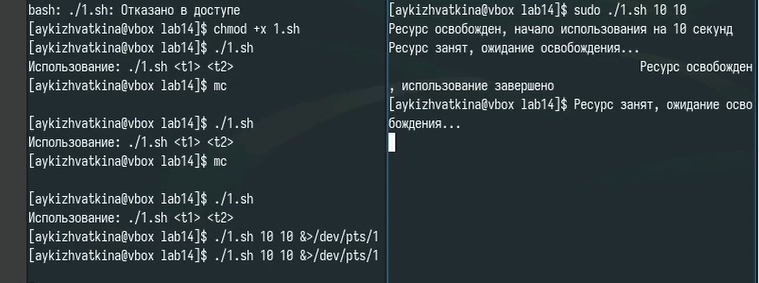 bash: ./1.sh: Отказано в доступе
[aykizhvatkina@vbox lab14]$ chmod +x 1.sh
[aykizhvatkina@vbox lab14]$ ./1.sh
Использование: ./1.sh <t1> <t2>
[aykizhvatkina@vbox lab14]$ mc
[aykizhvatkina@vbox lab14]$ ./1.sh
Использование: ./1.sh <t1> <t2>
[aykizhvatkina@vbox lab14]$ mc
[aykizhvatkina@vbox lab14]$ ./1.sh
Использование: ./1.sh <t1> <t2>
[aykizhvatkina@vbox lab14]$ ./1.sh 10 10 &>/dev/pts/1
[aykizhvatkina@vbox lab14]$ ./1.sh 10 10 &>/dev/pts/1
[aykizhvatkina@vbox lab14]$ sudo ./1.sh 10 10
Ресурс освобожден, начало использования на 10 секунд
Ресурс занят, ожидание освобождения...
Ресурс освобожден
, использование завершено
[aykizhvatkina@vbox lab14]$ Ресурс занят, ожидание осво
бождения...